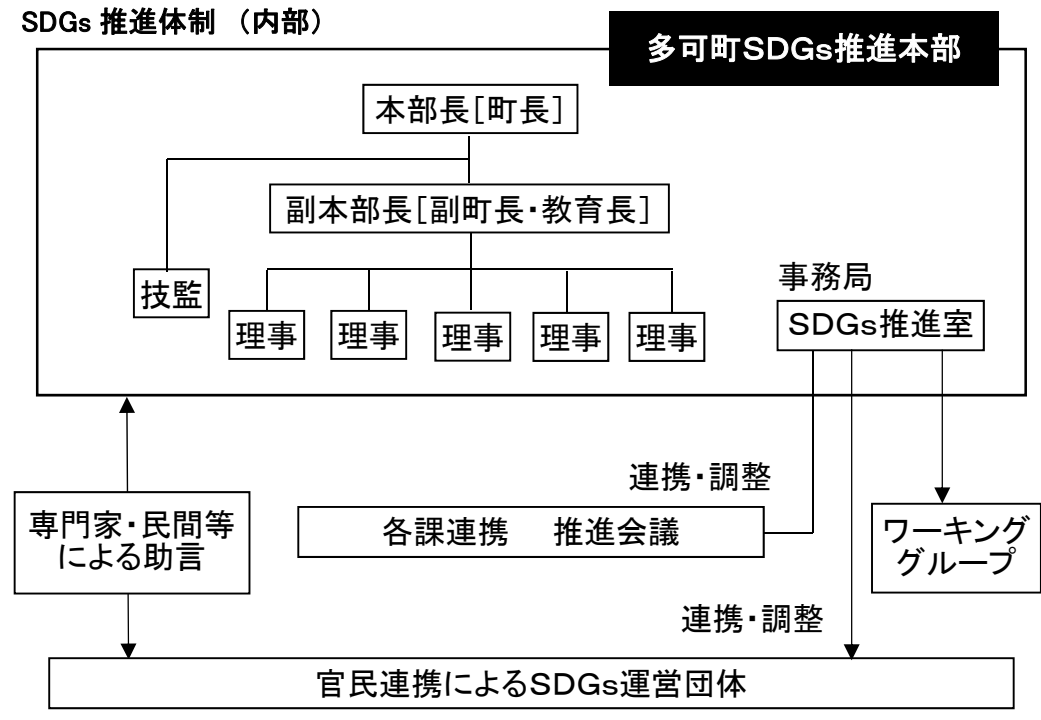 SDGs 推進体制 （内部）
多可町SDGs推進本部
本部長[町長]
副本部長[副町長・教育長]
技監
理事
理事
理事
理事
理事
事務局
SDGs推進室
連携・調整
各課連携　推進会議
専門家・民間等
による助言
ワーキング
グループ
連携・調整
官民連携によるSDGs運営団体